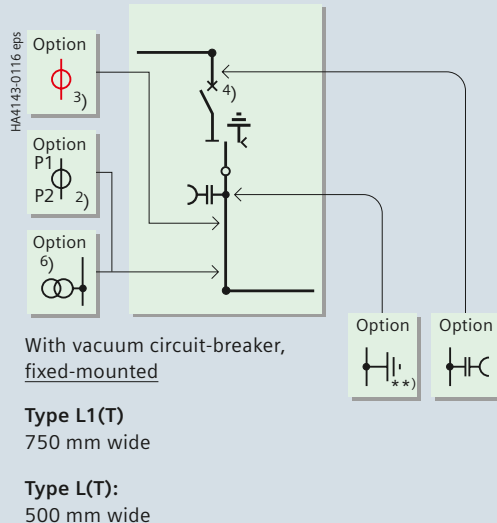 HA4143-0116 eps
Option
3)
4)
Option
P1
P2
2)
Option
6)
Option
**)
Option
With vacuum circuit-breaker,
fixed-mounted
Type L1(T)
750 mm wide
Type L(T):
500 mm wide